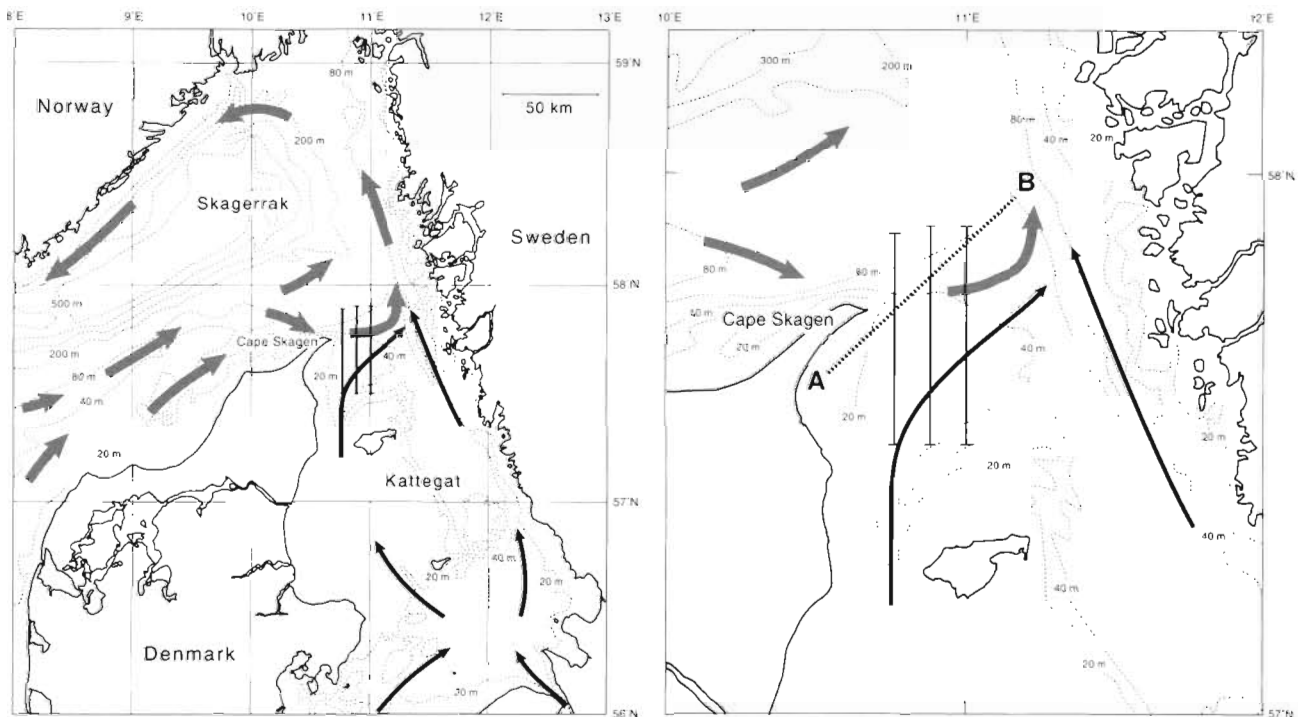 8°E
9°E
10°E
11°E
12°E
13°E
59°N
58°N
57°N
56°N
80 m
50 km
Norway
200 m
Skagerrak
Sweden
500 m
Cape Skagen
200 m
40 m
80 m
20 m
40 m
20 m
Kattegat
40 m
20 m
20 m
Denmark
20 m
10°E
11°E
12°E
58°N
57°N
300 m
200 m
80 m
40 m
20 m
B
80 m
80 m
40 m
Cape Skagen
20 m
40 m
A
20 m
20 m
20 m
40 m
40 m
20 m